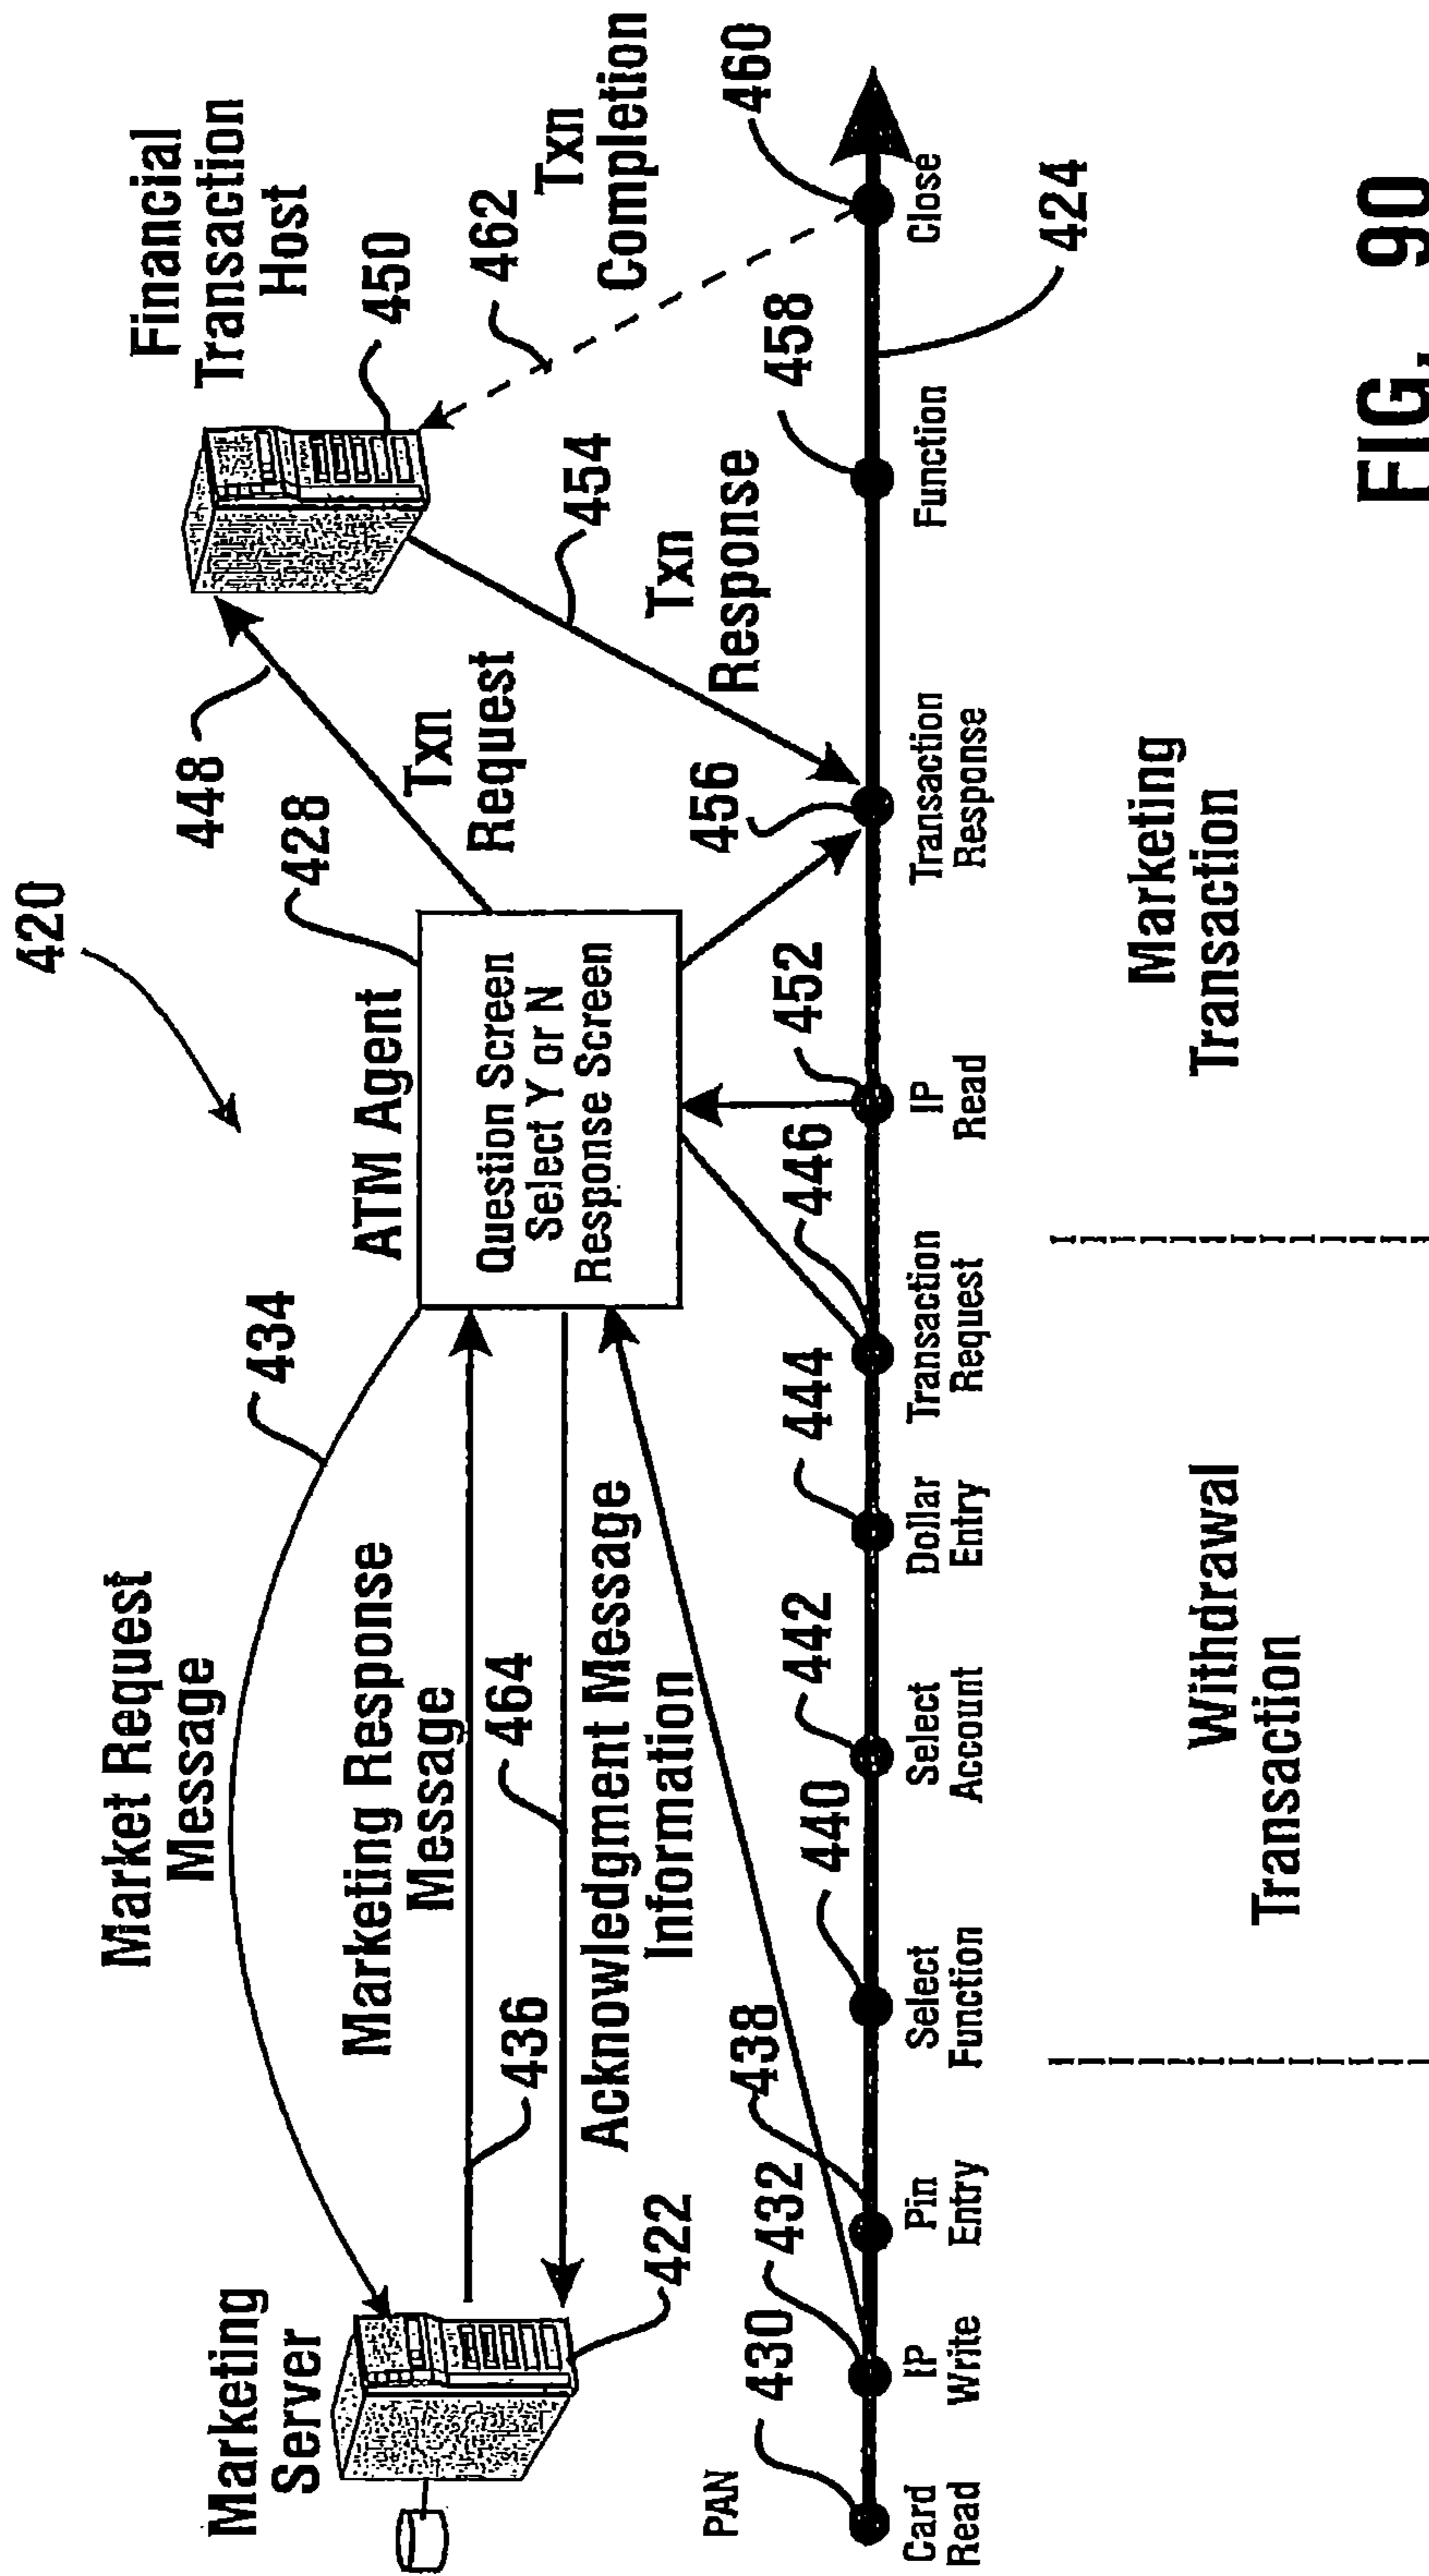 420
Market Request
Message
434
Marketing
Server
ATM Agent
428
Financial
Transaction
Host
448
450
Marketing Response
Message
436
464
Question Screen
Select Y or N
Response Screen
Txn
Request
462
Txn
Completion
Acknowledgment Message
Information
422
454
Txn
Response
PAN
430
432
438
440
442
444
446
452
456
458
460
Card
Read
IP
Write
Pin
Entry
Select
Function
Select
Account
Dollar
Entry
Transaction
Request
IP
Read
Transaction
Response
Function
Close
424
Withdrawal
Transaction
Marketing
Transaction
FIG. 90